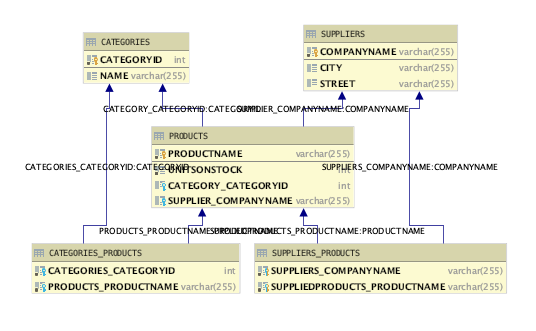 CATEGORIES
CATEGORYID int
NAME varchar(255)
SUPPLIERS
COMPANYNAME varchar(255)
CITY varchar(255)
STREET varchar(255)
CATEGORY_CATEGORYID:CATEGORYID
SUPPLIER_COMPANYNAME:COMPANYNAME
PRODUCTS
PRODUCTNAME varchar(255)
UNITSONSTOCK int
CATEGORY_CATEGORYID int
SUPPLIER_COMPANYNAME varchar(255)
CATEGORIES_CATEGORYID:CATEGORYID
SUPPLIERS_COMPANYNAME:COMPANYNAME
PRODUCTS_PRODUCTNAME:PRODUCTNAME
SUPPLIEDPRODUCTS_PRODUCTNAME:PRODUCTNAME
CATEGORIES_PRODUCTS
CATEGORIES_CATEGORYID int
PRODUCTS_PRODUCTNAME varchar(255)
SUPPLIERS_PRODUCTS
SUPPLIERS_COMPANYNAME varchar(255)
SUPPLIEDPRODUCTS_PRODUCTNAME varchar(255)